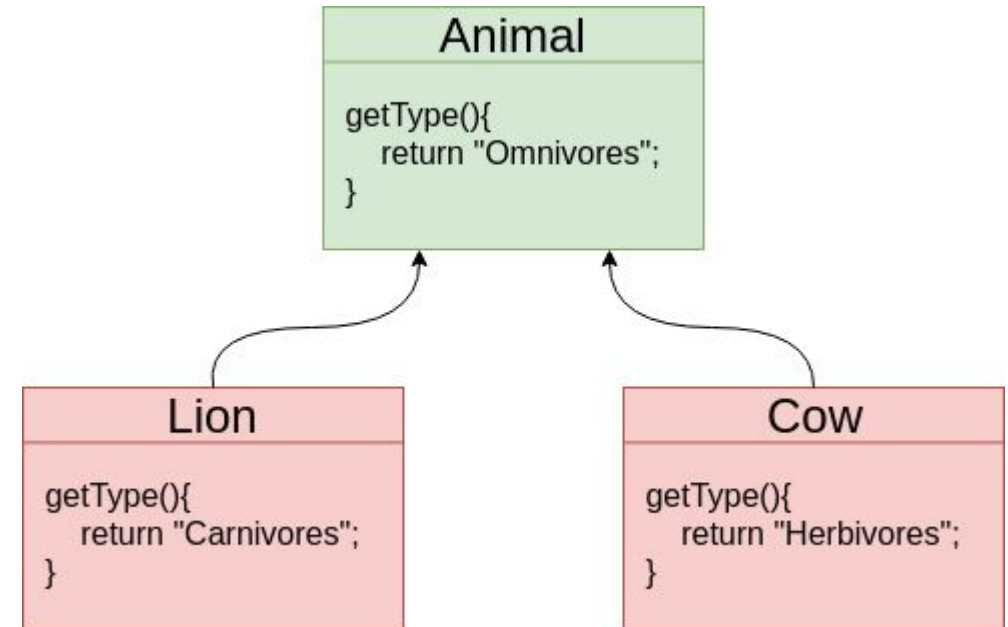 Animal
getType(){
return "Omnivores";
}
Lion
getType(){
return "Carnivores";
}
Cow
getType(){
return "Herbivores";
}